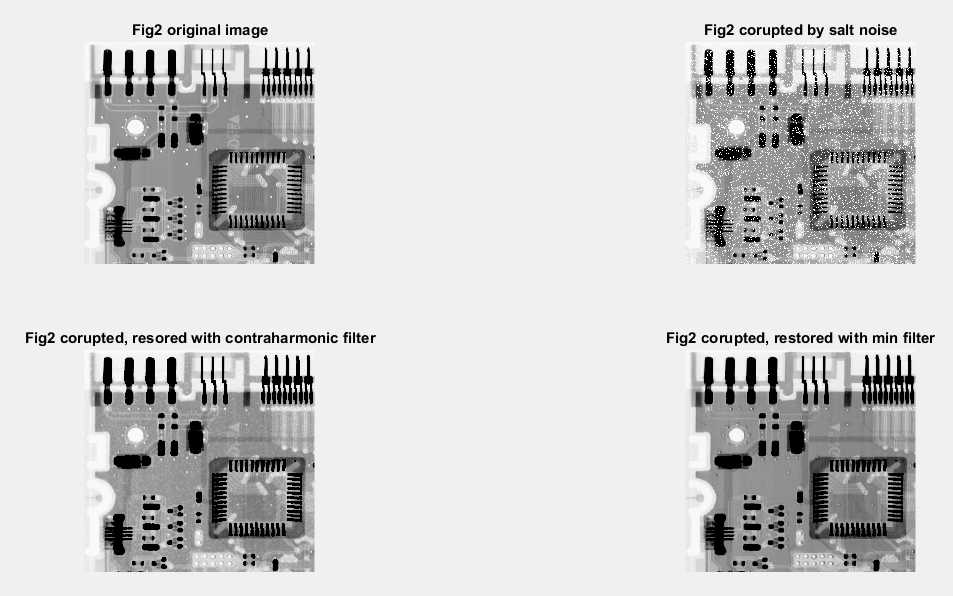 Fig2 original image
Fig2 corupted by salt noise
Fig2 corupted, resored with contraharmonic filter
Fig2 corupted, restored with min filter